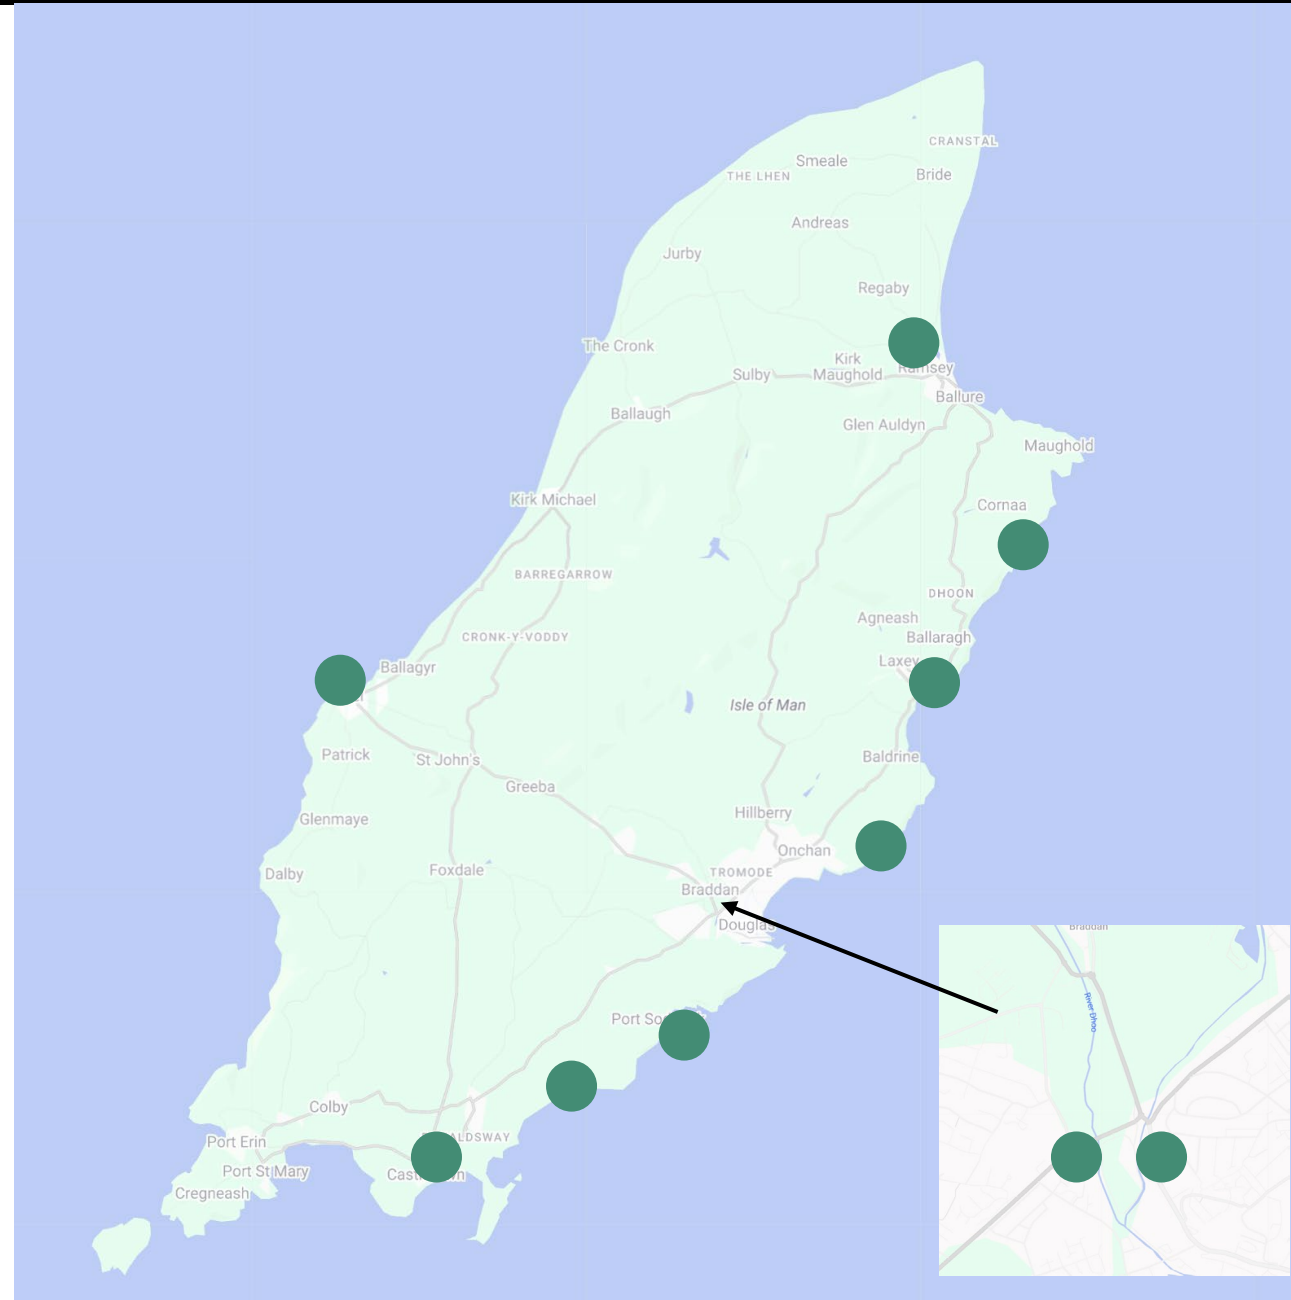 CRANSTAL
Smeale
THE LHEN
Bride
Andreas
Jurby
Regaby
The Cronk
Kirk
Maughold
Sulby
Ramsey
Ballure
Ballaugh
Glen Auldyn
Maughold
Kirk Michael
Cornaa
BARREGARROW
DHOON
Agneash
CRONK-Y-VODDY
Ballaragh
Laxey
Ballagyr
Isle of Man
Patrick
St John's
Baldrine
Greeba
Hillberry
Glenmaye
Onchan
Foxdale
TROMODE
Dalby
Braddan
Douglas
Braddan
River Dhoo
Port
Colby
Port Erin
Port St Mary
Cregneash